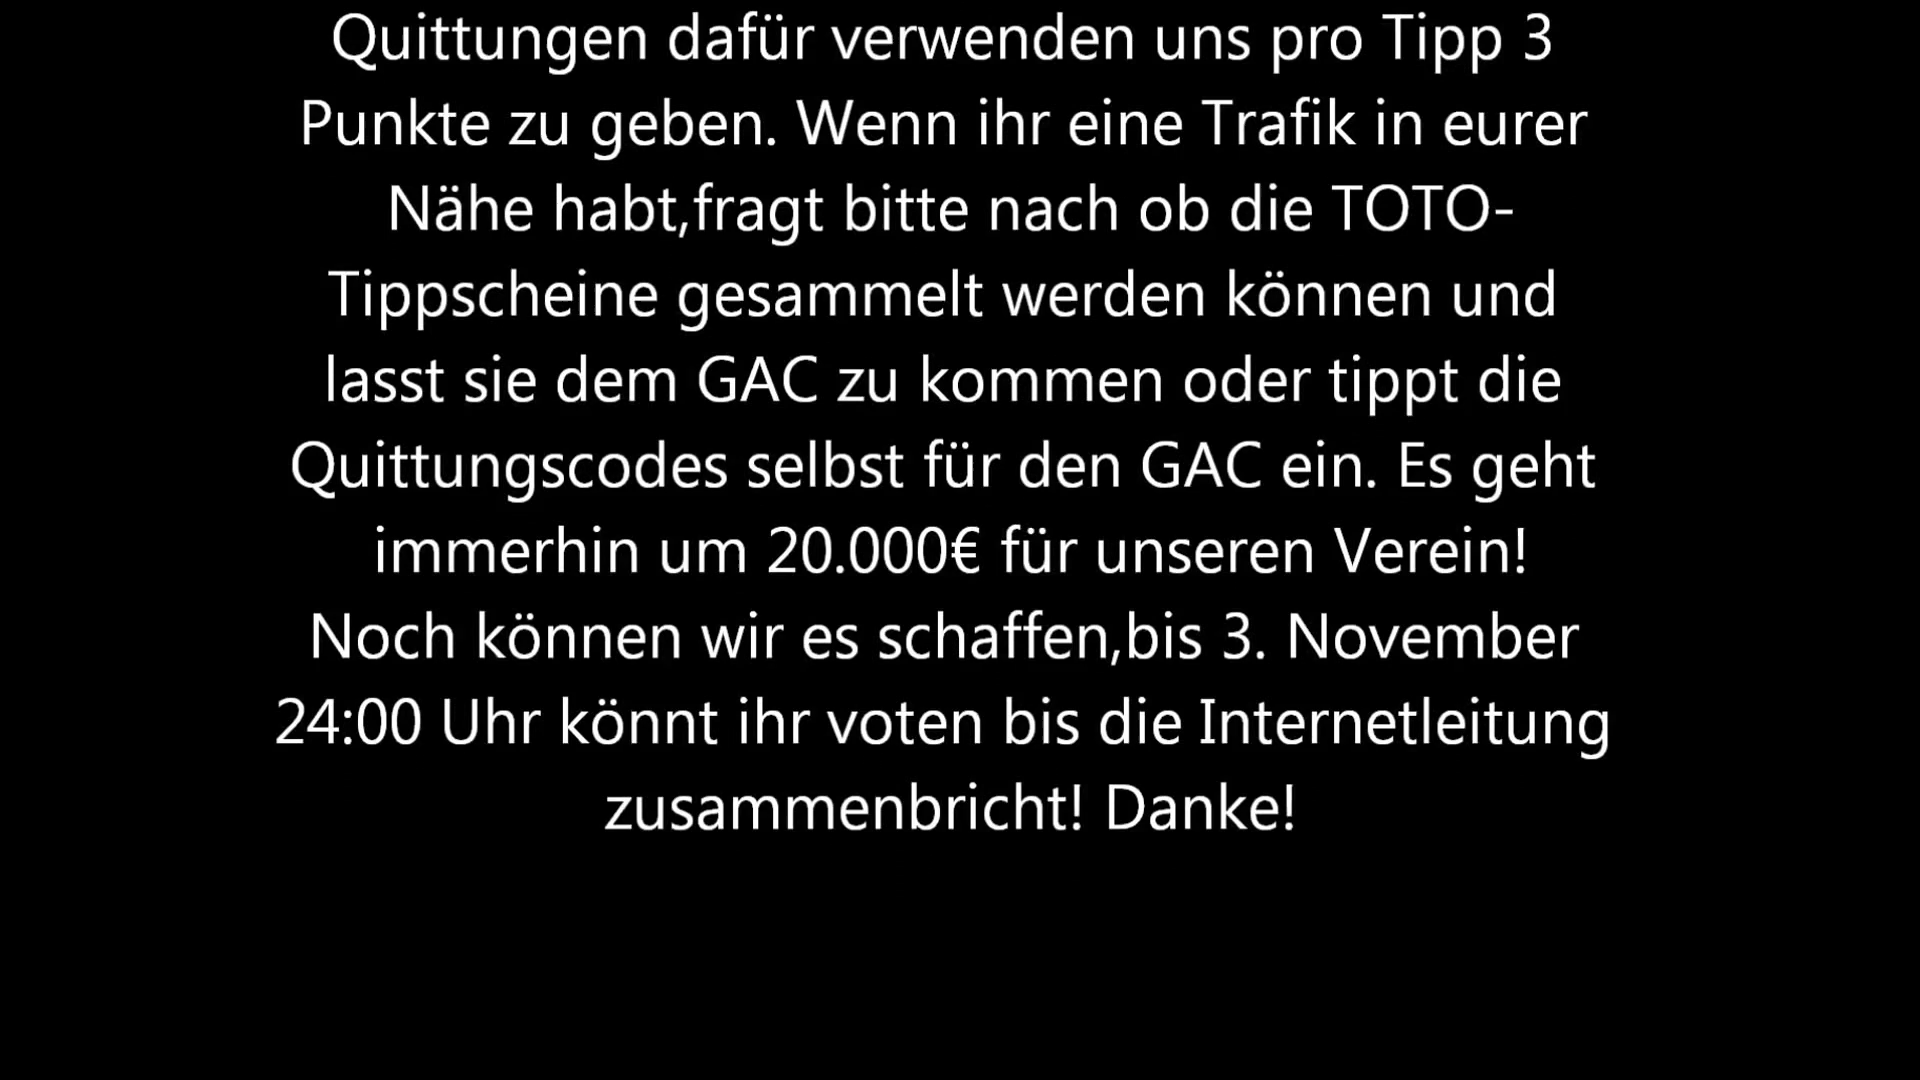 Quittungen dafür verwenden uns pro Tipp 3
Punkte zu geben. Wenn ihr eine Trafik in eurer
Nähe habt,fragt bitte nach ob die TOTO-
Tippscheine gesammelt werden können und
lasst sie dem GAC zu kommen oder tippt die
Quittungscodes selbst für den GAC ein. Es geht
immerhin um 20.000€ für unseren Verein!
Noch können wir es schaffen,bis 3. November
24:00 Uhr könnt ihr voten bis die Internetleitung
zusammenbricht! Danke!